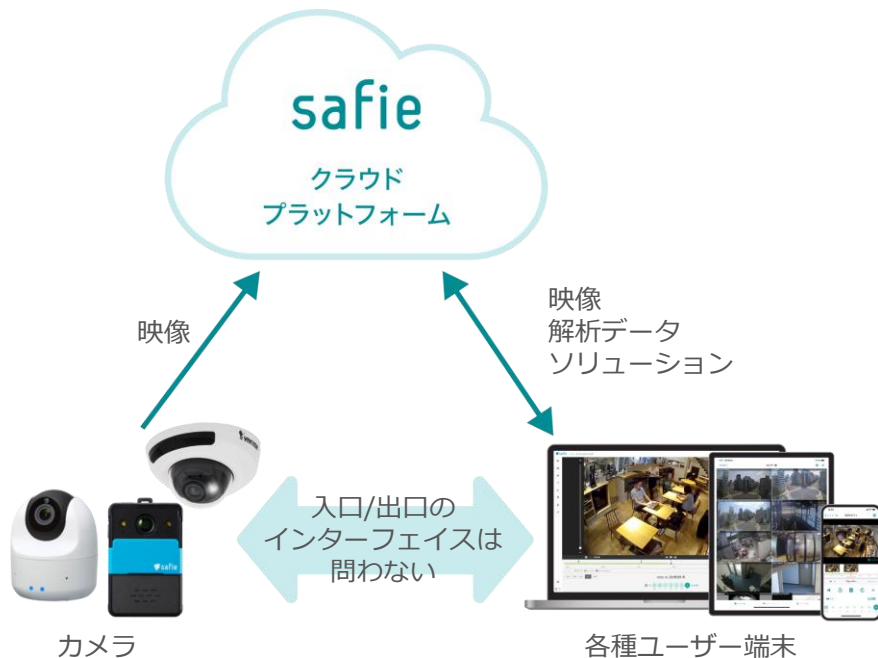 safie
クラウド
プラットフォーム
映像
映像
解析データ
ソリューション
入口/出口の
インターフェイスは
問わない
safie
safie
カメラ
各種ユーザー端末